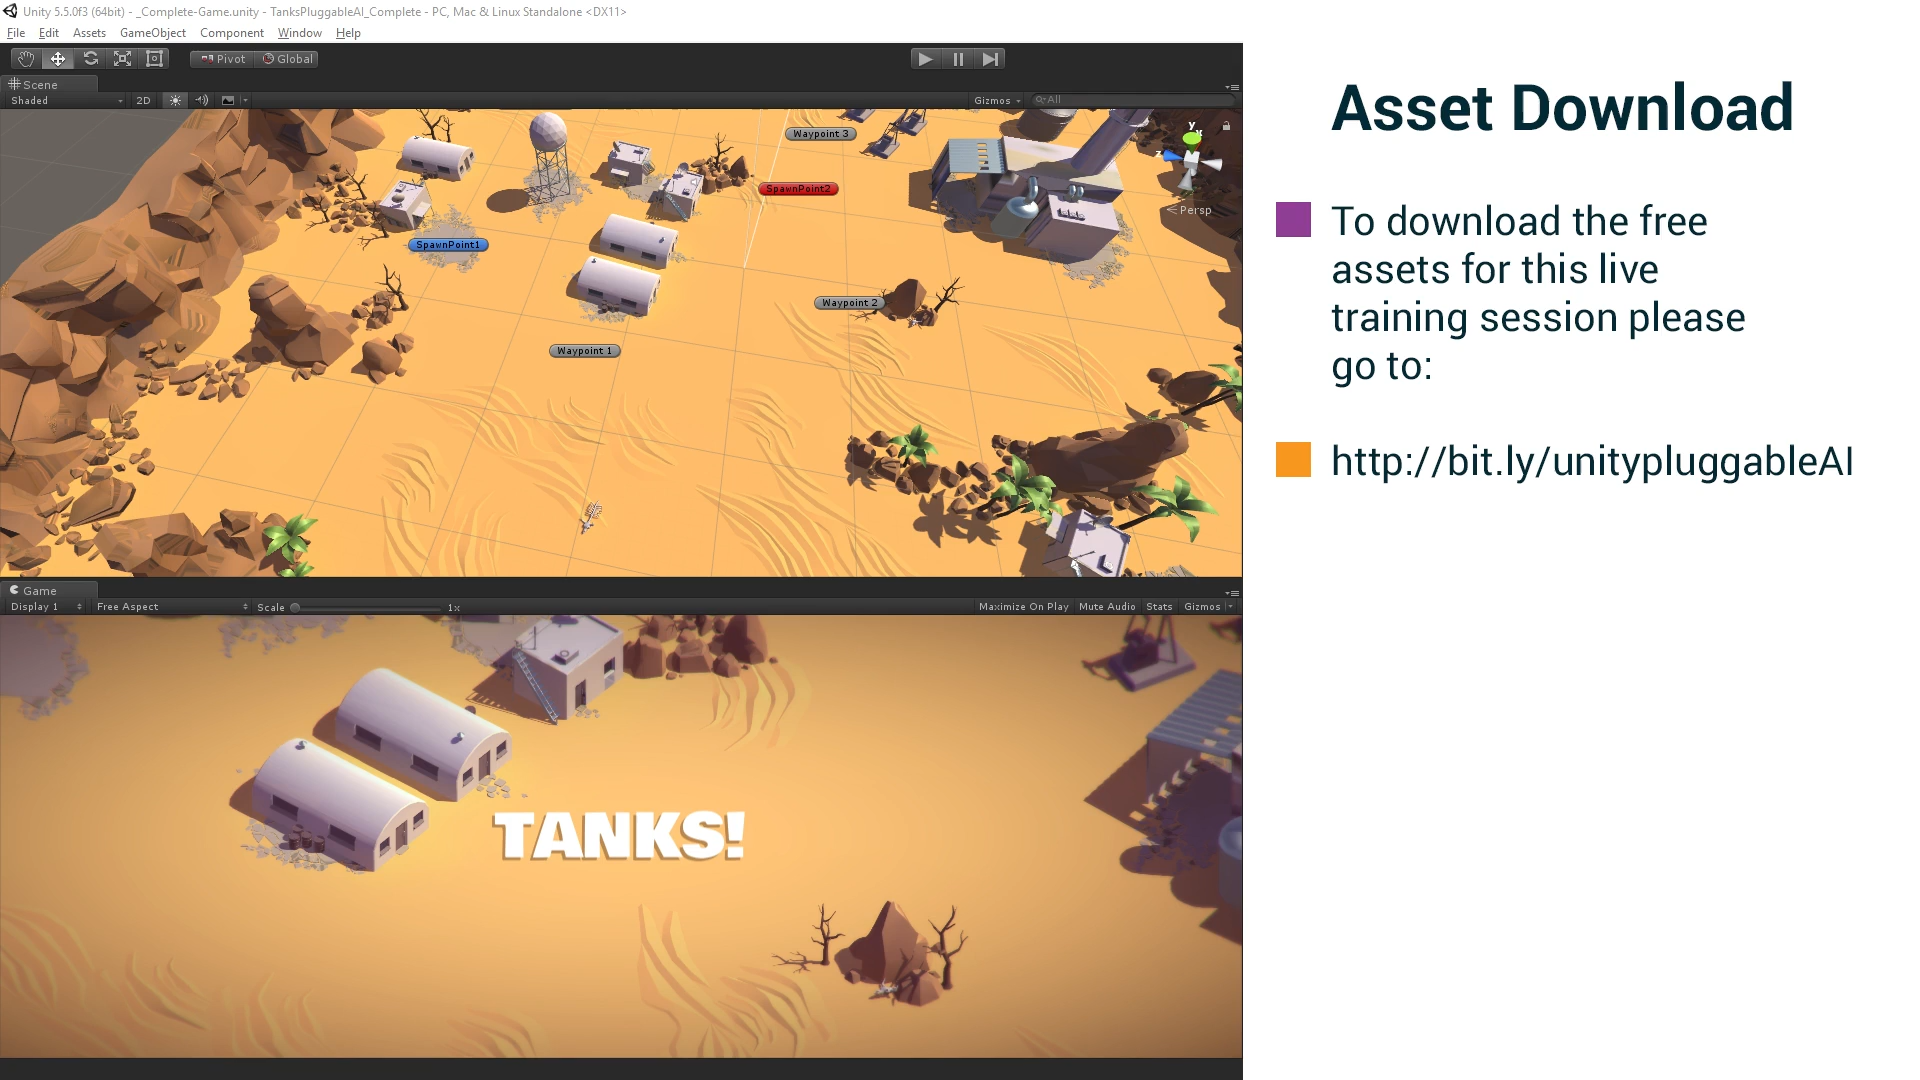 Unity 5.5.0f3 (64bit) - _Complete-Game.unity - TanksPluggableAI_Complete - PC, Mac & Linux Standalone <DX11>
File Edit Assets GameObject Component Window Help
Pivot Global
Scene
Shaded 2D Gizmos All
Waypoint 3
y
x
z
SpawnPoint2
Persp
SpawnPoint1
Waypoint 2
Waypoint 1
Game
Display 1 Free Aspect Scale 1x Maximize On Play Mute Audio Stats Gizmos
TANKS!
Asset Download
To download the free
assets for this live
training session please
go to:
http://bit.ly/unitypluggableAI